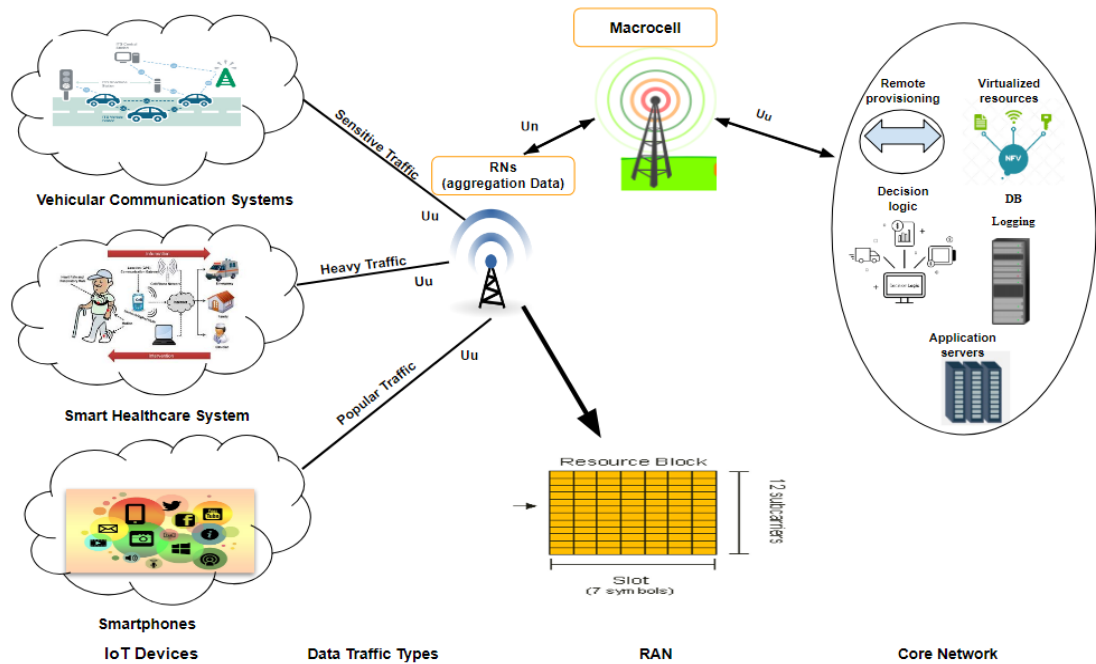 Macrocell
Un
Uu
RNs
(aggregation Data)
Sensitive Traffic
Uu
Vehicular Communication Systems
Heavy Traffic
Uu
Smart Healthcare System
Popular Traffic
Uu
Smartphones
Remote
provisioning
Virtualized
resources
NFV
DB
Decision
logic
Logging
Decision Logic
Application
servers
Resource Block
12 subcarriers
Slot
(7 symbols)
IoT Devices
Data Traffic Types
RAN
Core Network